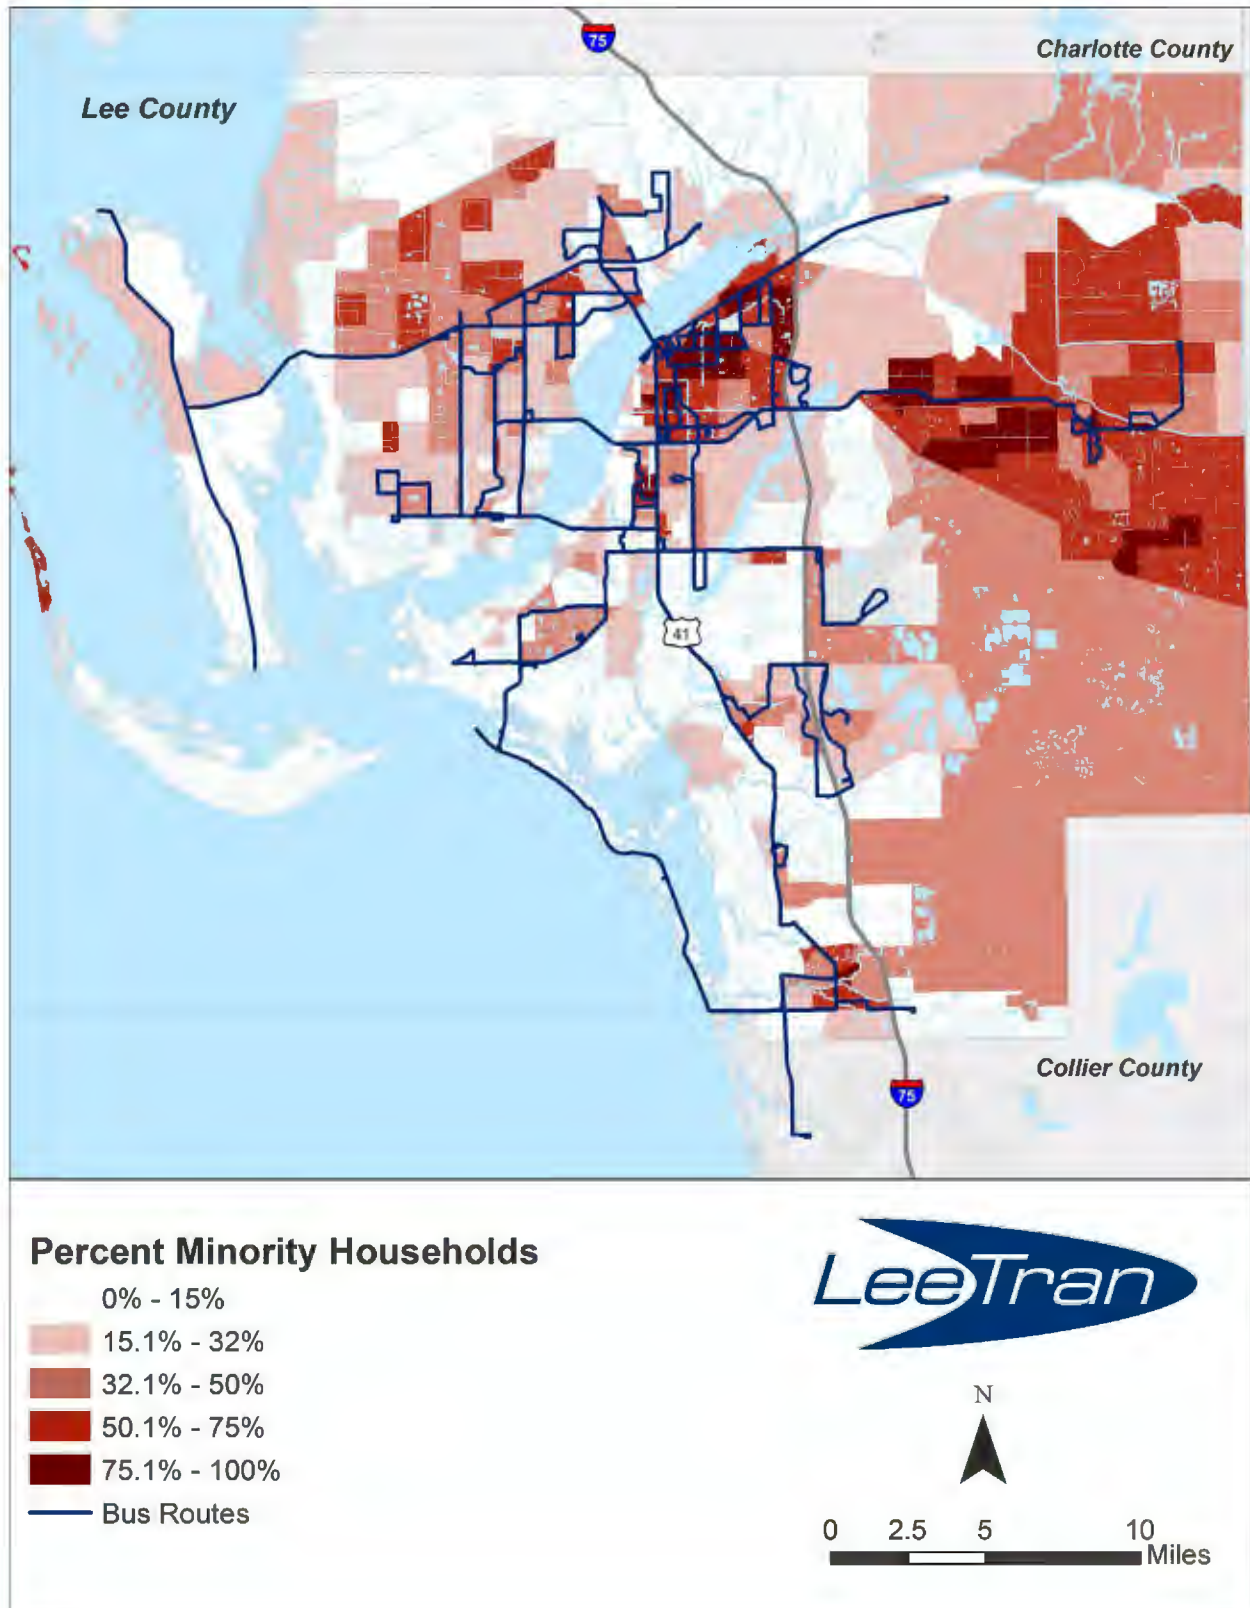 75
Charlotte County
Lee County
41
Collier County
75
Percent Minority Households
0% - 15%
15.1% - 32%
32.1% - 50%
50.1% - 75%
75.1% - 100%
Bus Routes
LeeTran
N
0 2.5 5 10
Miles